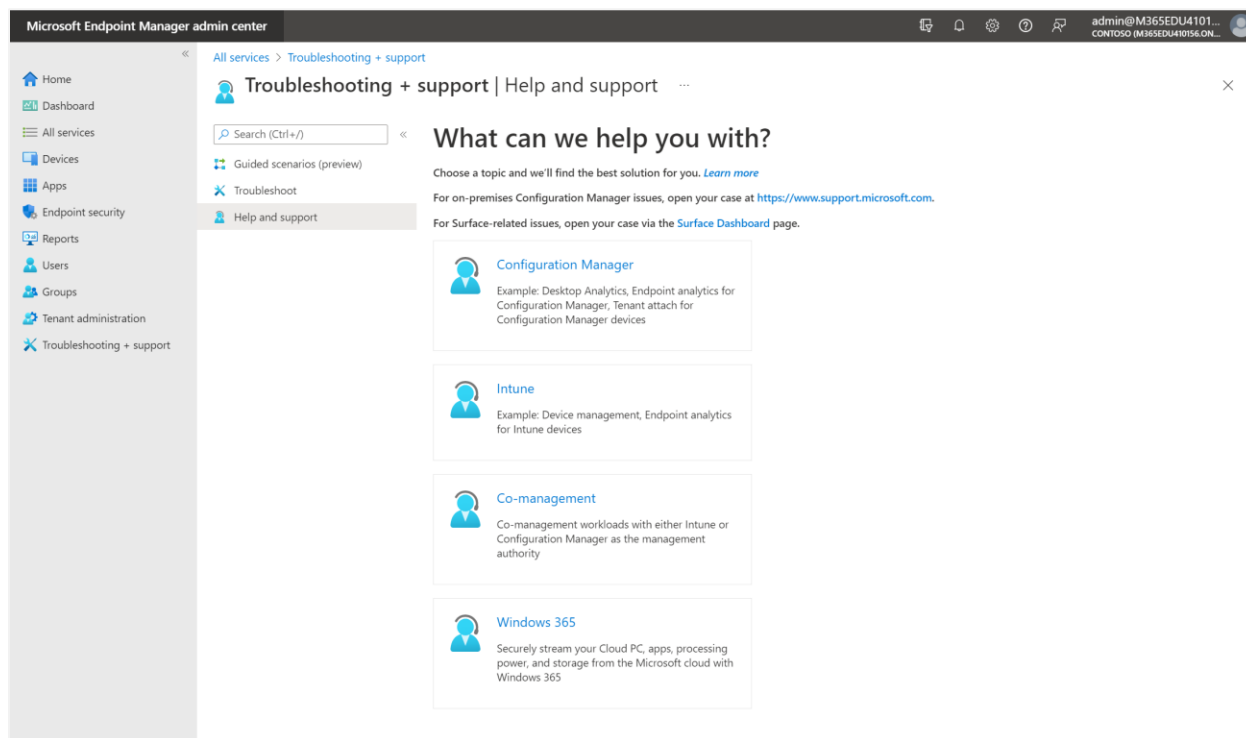 Microsoft Endpoint Manager admin center
admin@M365EDU4101...
CONTOSO (M365EDU410156.ON...
«
Home
Dashboard
All services
Devices
Apps
Endpoint security
Reports
Users
Groups
Tenant administration
Troubleshooting + support
All services > Troubleshooting + support
Troubleshooting + support | Help and support ...
Search (Ctrl+/)
«
Guided scenarios (preview)
Troubleshoot
Help and support
What can we help you with?
Choose a topic and we'll find the best solution for you. Learn more
For on-premises Configuration Manager issues, open your case at https://www.support.microsoft.com.
For Surface-related issues, open your case via the Surface Dashboard page.
Configuration Manager
Example: Desktop Analytics, Endpoint analytics for
Configuration Manager, Tenant attach for
Configuration Manager devices
Intune
Example: Device management, Endpoint analytics
for Intune devices
Co-management
Co-management workloads with either Intune or
Configuration Manager as the management
authority
Windows 365
Securely stream your Cloud PC, apps, processing
power, and storage from the Microsoft cloud with
Windows 365